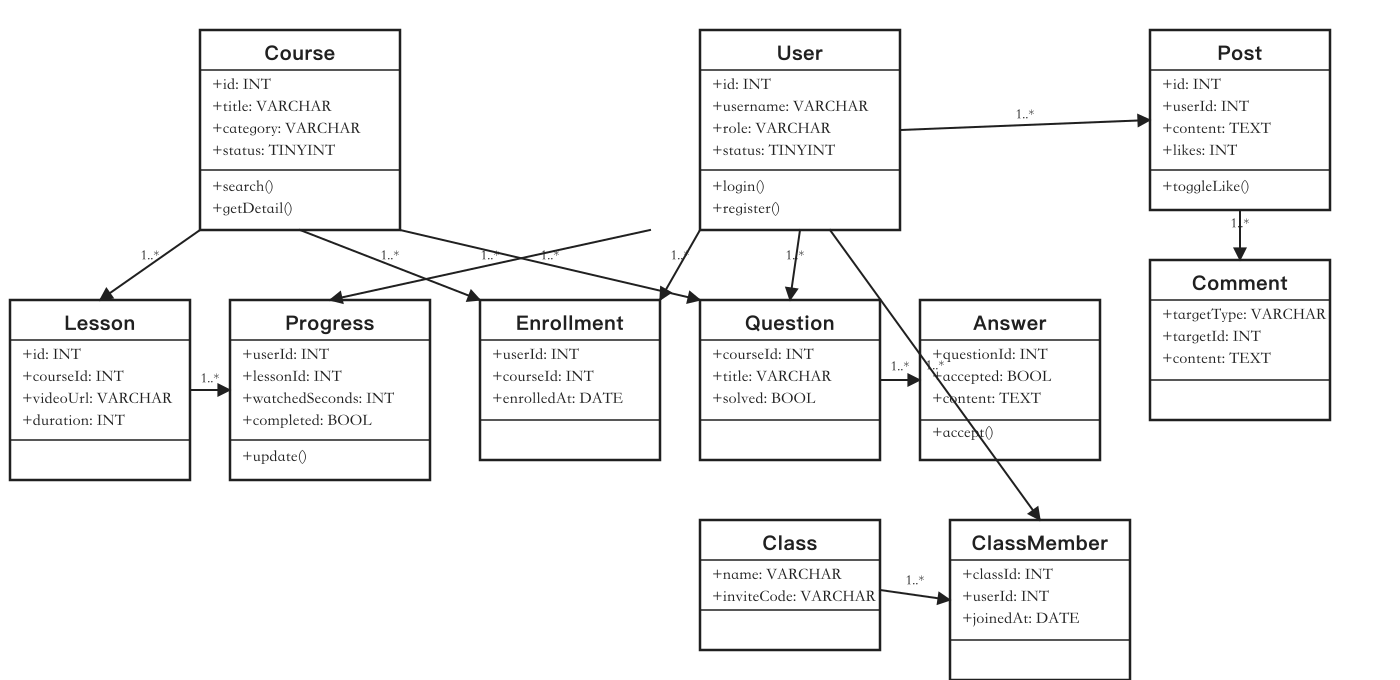 Course
+id: INT
+title: VARCHAR
+category: VARCHAR
+status: TINYINT
+search()
+getDetail()
User
+id: INT
+username: VARCHAR
+role: VARCHAR
+status: TINYINT
+login()
+register()
1..*
Post
+id: INT
+userId: INT
+content: TEXT
+likes: INT
+toggleLike()
1..*
1..*
1..*
1..*
1..*
1..*
1..*
Lesson
+id: INT
+courseId: INT
+videoUrl: VARCHAR
+duration: INT
1..*
Progress
+userId: INT
+lessonId: INT
+watchedSeconds: INT
+completed: BOOL
+update()
Enrollment
+userId: INT
+courseId: INT
+enrolledAt: DATE
Question
+courseId: INT
+title: VARCHAR
+solved: BOOL
1..*
1..*
Answer
+questionId: INT
+accepted: BOOL
+content: TEXT
+accept()
Comment
+targetType: VARCHAR
+targetId: INT
+content: TEXT
Class
+name: VARCHAR
+inviteCode: VARCHAR
1..*
ClassMember
+classId: INT
+userId: INT
+joinedAt: DATE